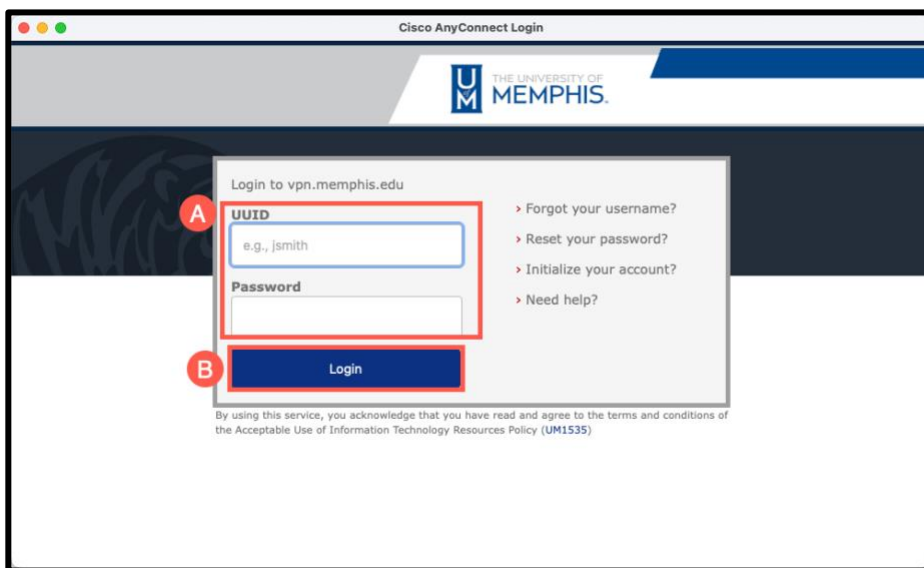 Cisco AnyConnect Login
UM
THE UNIVERSITY OF
MEMPHIS.
Login to vpn.memphis.edu
A
UUID
e.g., jsmith
Password
B
Login
› Forgot your username?
› Reset your password?
› Initialize your account?
› Need help?
By using this service, you acknowledge that you have read and agree to the terms and conditions of
the Acceptable Use of Information Technology Resources Policy (UM1535)